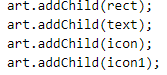 art.addChild(rect);
art.addChild(text);
art.addChild(icon);
art.addChild(icon1);